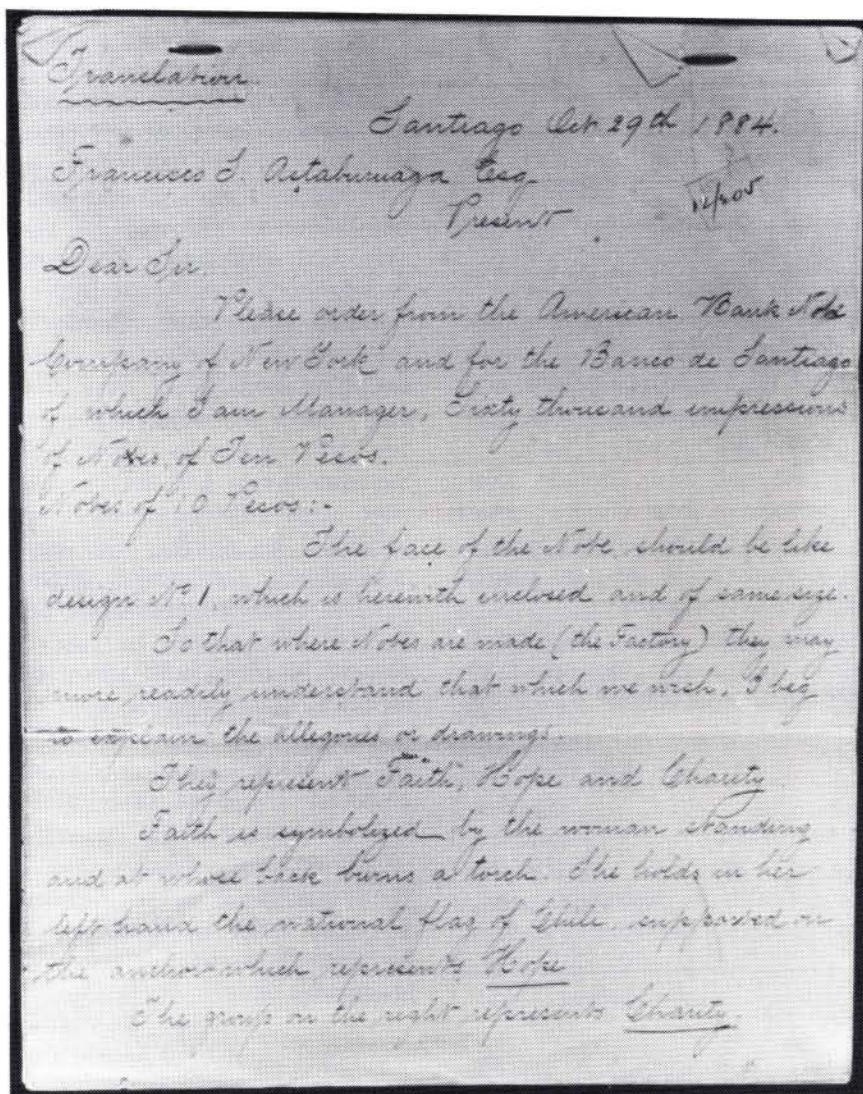 Translation.
Santiago Oct 29th 1884.
Francisco S. Astaburuaga Esq.
12/Nov
Present
Dear Sir.
Please order from the American Bank Note
Company of New York and for the Banco de Santiago
of which I am Manager, Sixty thousand impressions
of Notes, of Ten Pesos.
Notes of 10 Pesos:-
The face of the Note should be like
design No 1, which is herewith inclosed and of same size.
So that where Notes are made (the Factory) they may
more readily understand that which we wish, I beg
to explain the allegories or drawings.
They represent Faith, Hope and Charity.
Faith is symbolized by the woman standing
and at whose back burns a torch. She holds in her
left hand the national flag of Chili, supported on
the anchor which represents Hope
The group on the right represents Charity.